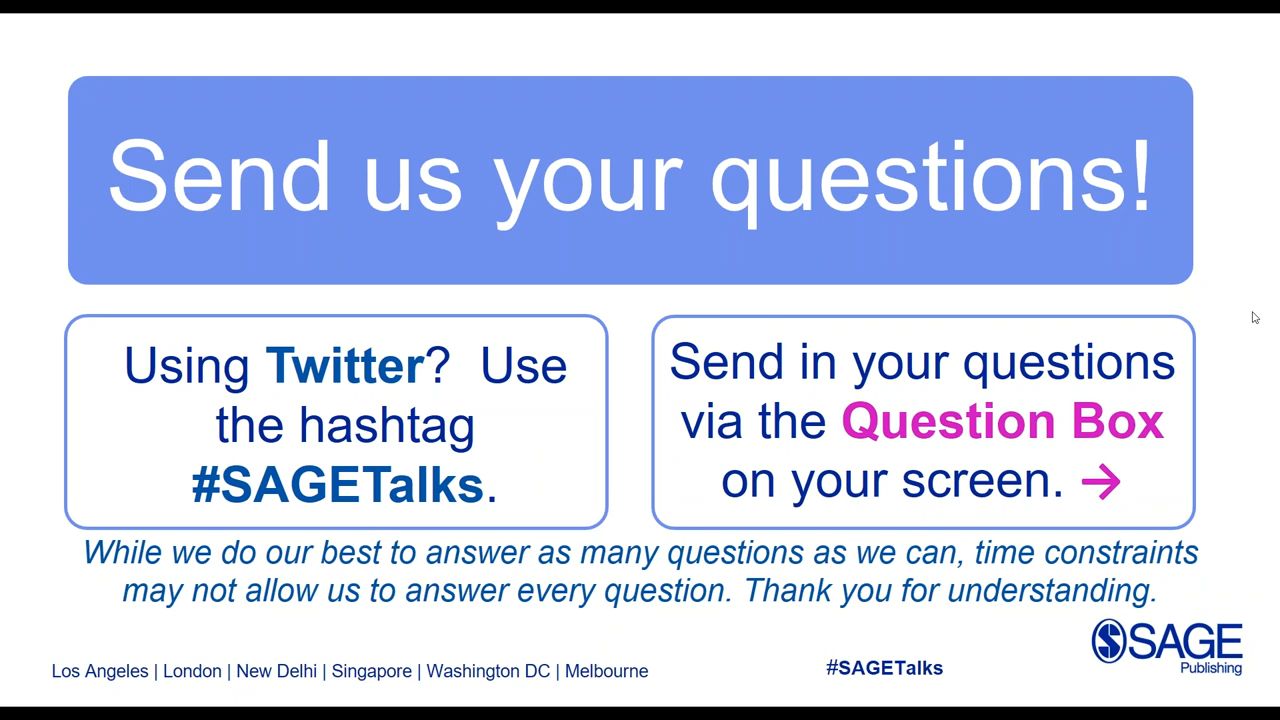 Send us your questions!
Using Twitter? Use
the hashtag
#SAGETalks.
Send in your questions
via the Question Box
on your screen. →
While we do our best to answer as many questions as we can, time constraints
may not allow us to answer every question. Thank you for understanding.
Los Angeles | London | New Delhi | Singapore | Washington DC | Melbourne
#SAGETalks
SAGE
Publishing